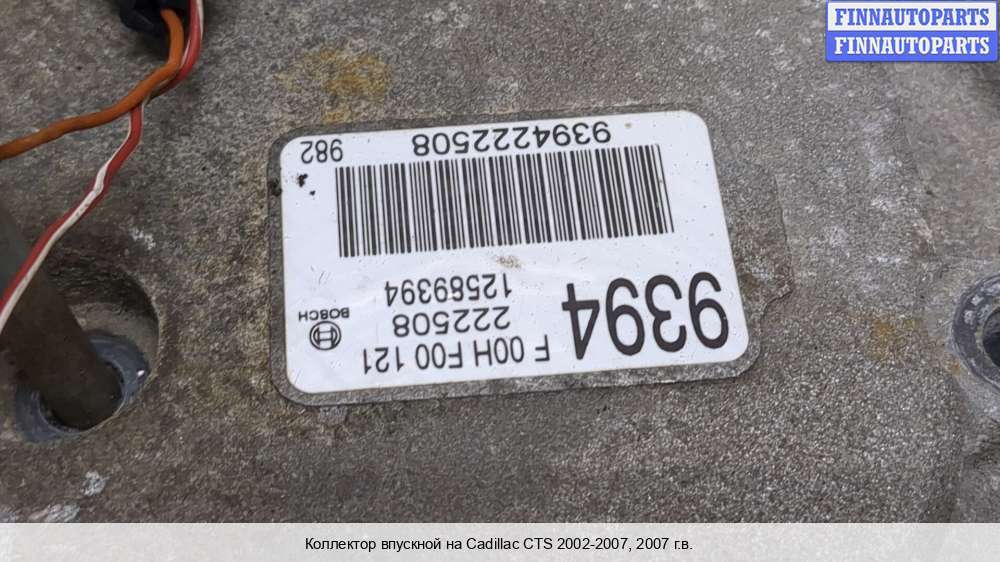 FINNAUTOPARTS
FINNAUTOPARTS
9394
F 00H F00 121
222508
12589394
BOSCH
9394222508
982
Коллектор впускной на Cadillac CTS 2002-2007, 2007 г.в.